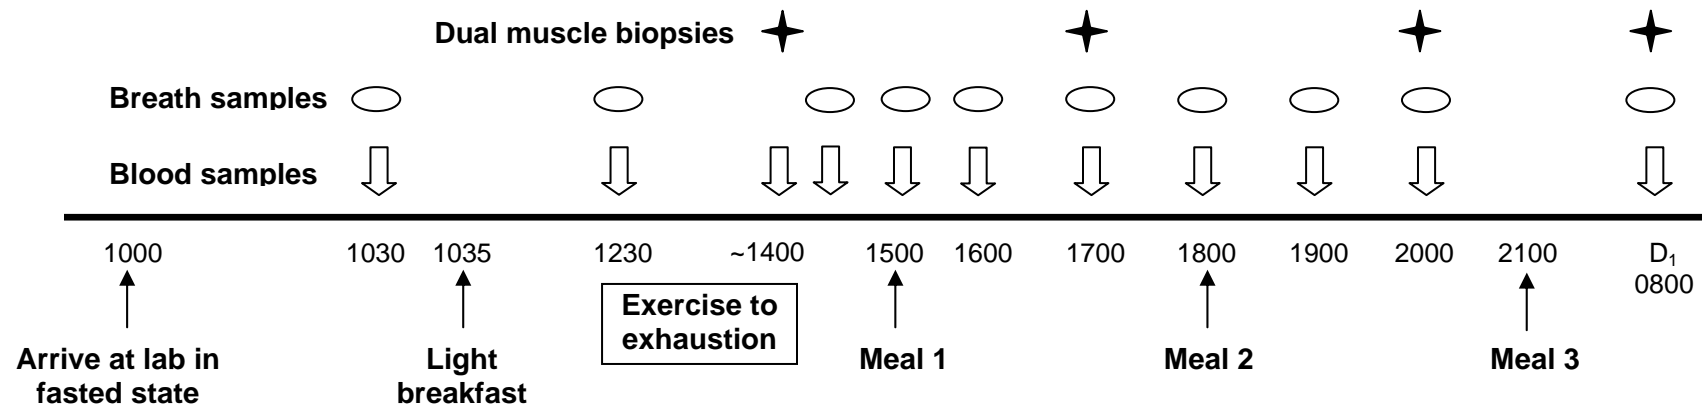 Dual muscle biopsies
Breath samples
Blood samples
1000 1030 1035 1230 ~1400 1500 1600 1700 1800 1900 2000 2100 D₁
0800
Exercise to
exhaustion
Arrive at lab in
fasted state
Light
breakfast
Meal 1
Meal 2
Meal 3